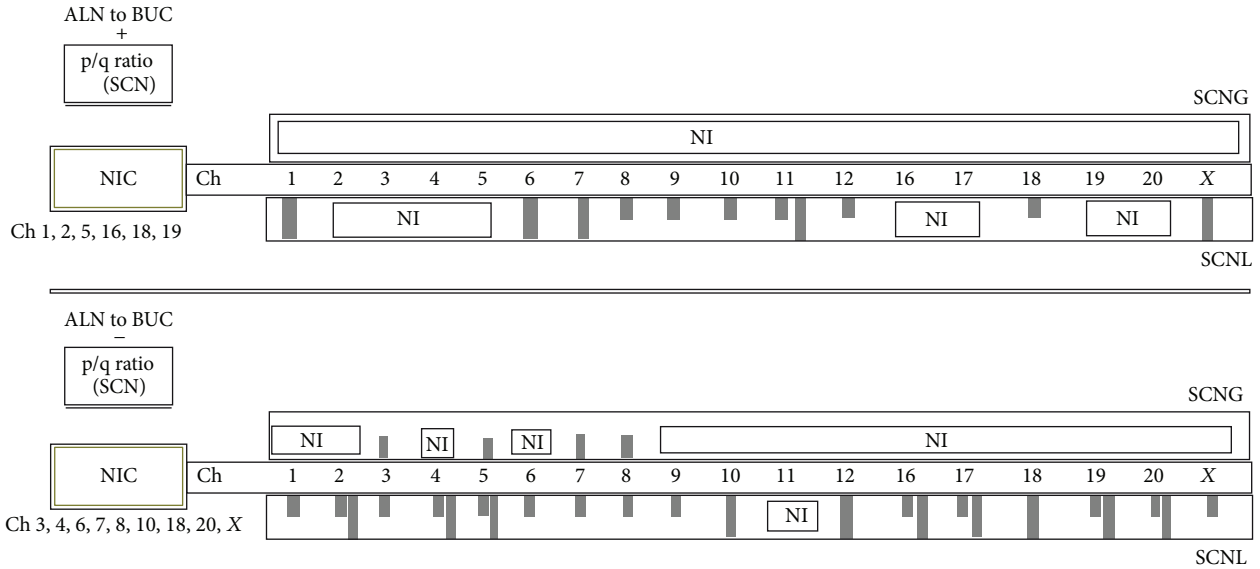 ALN to BUC
+
p/q ratio
(SCN)
SCNG
NI
NIC
Ch 1 2 3 4 5 6 7 8 9 10 11 12 16 17 18 19 20 X
NI NI NI
Ch 1, 2, 5, 16, 18, 19
SCNL
ALN to BUC
−
p/q ratio
(SCN)
SCNG
NI NI NI NI
NIC
Ch 1 2 3 4 5 6 7 8 9 10 11 12 16 17 18 19 20 X
NI
Ch 3, 4, 6, 7, 8, 10, 18, 20, X
SCNL